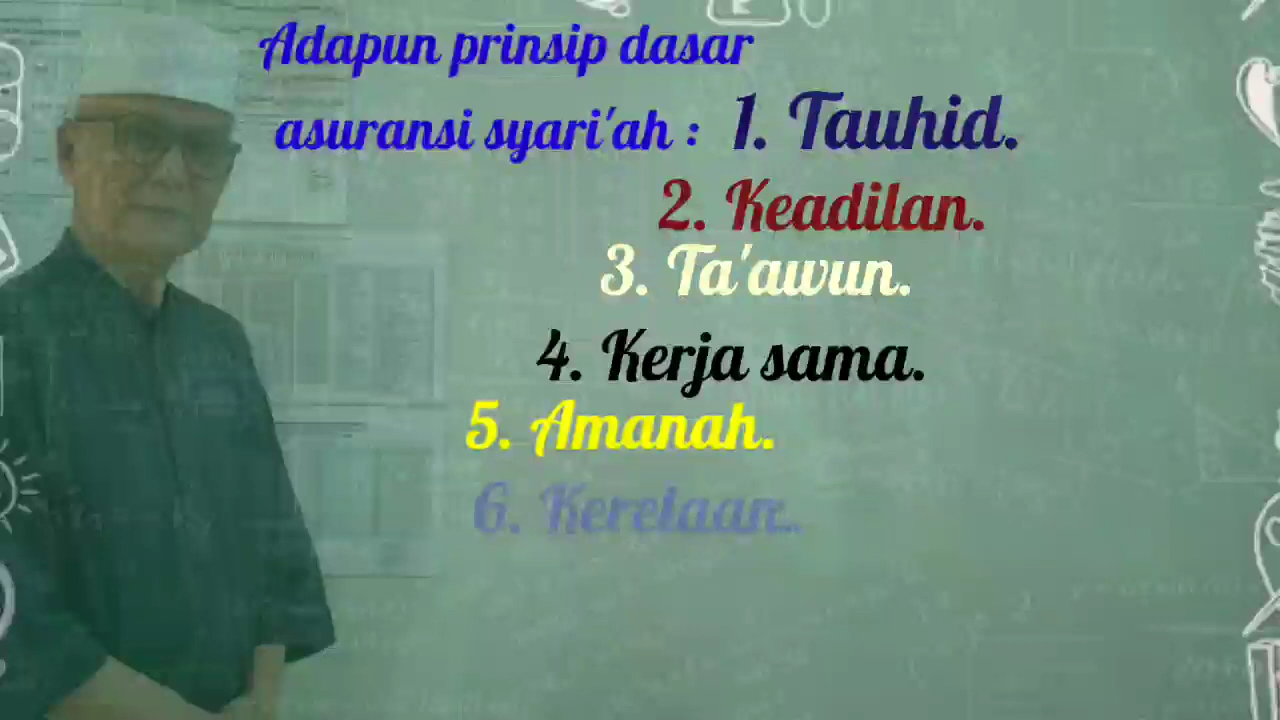 Adapun prinsip dasar
asuransi syari'ah : 1. Tauhid.
2. Keadilan.
3. Ta'awun.
4. Kerja sama.
5. Amanah.
6. Kerelaan..